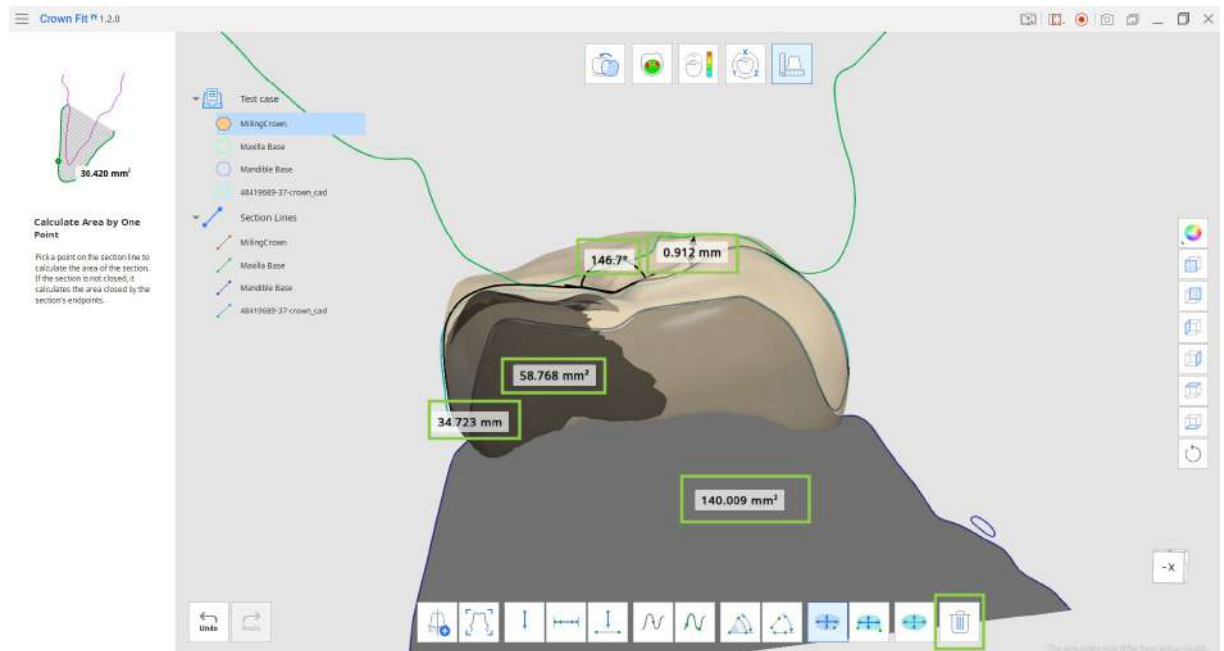 Crown Fit 1.2.0
30.420 mm²
Calculate Area by One
Point
Pick a point on the section line to
calculate the area of the section.
If the section is not closed, it
calculates the area closed by the
section's endpoints.
Test case
MillingCrown
Maxilla Base
Mandible Base
48419689-37-crown_cad
Section Lines
MillingCrown
Maxilla Base
Mandible Base
48419689-37-crown_cad
X
Y
Z
146.7°
0.912 mm
58.768 mm²
34.723 mm
140.009 mm²
-X
Undo
Redo